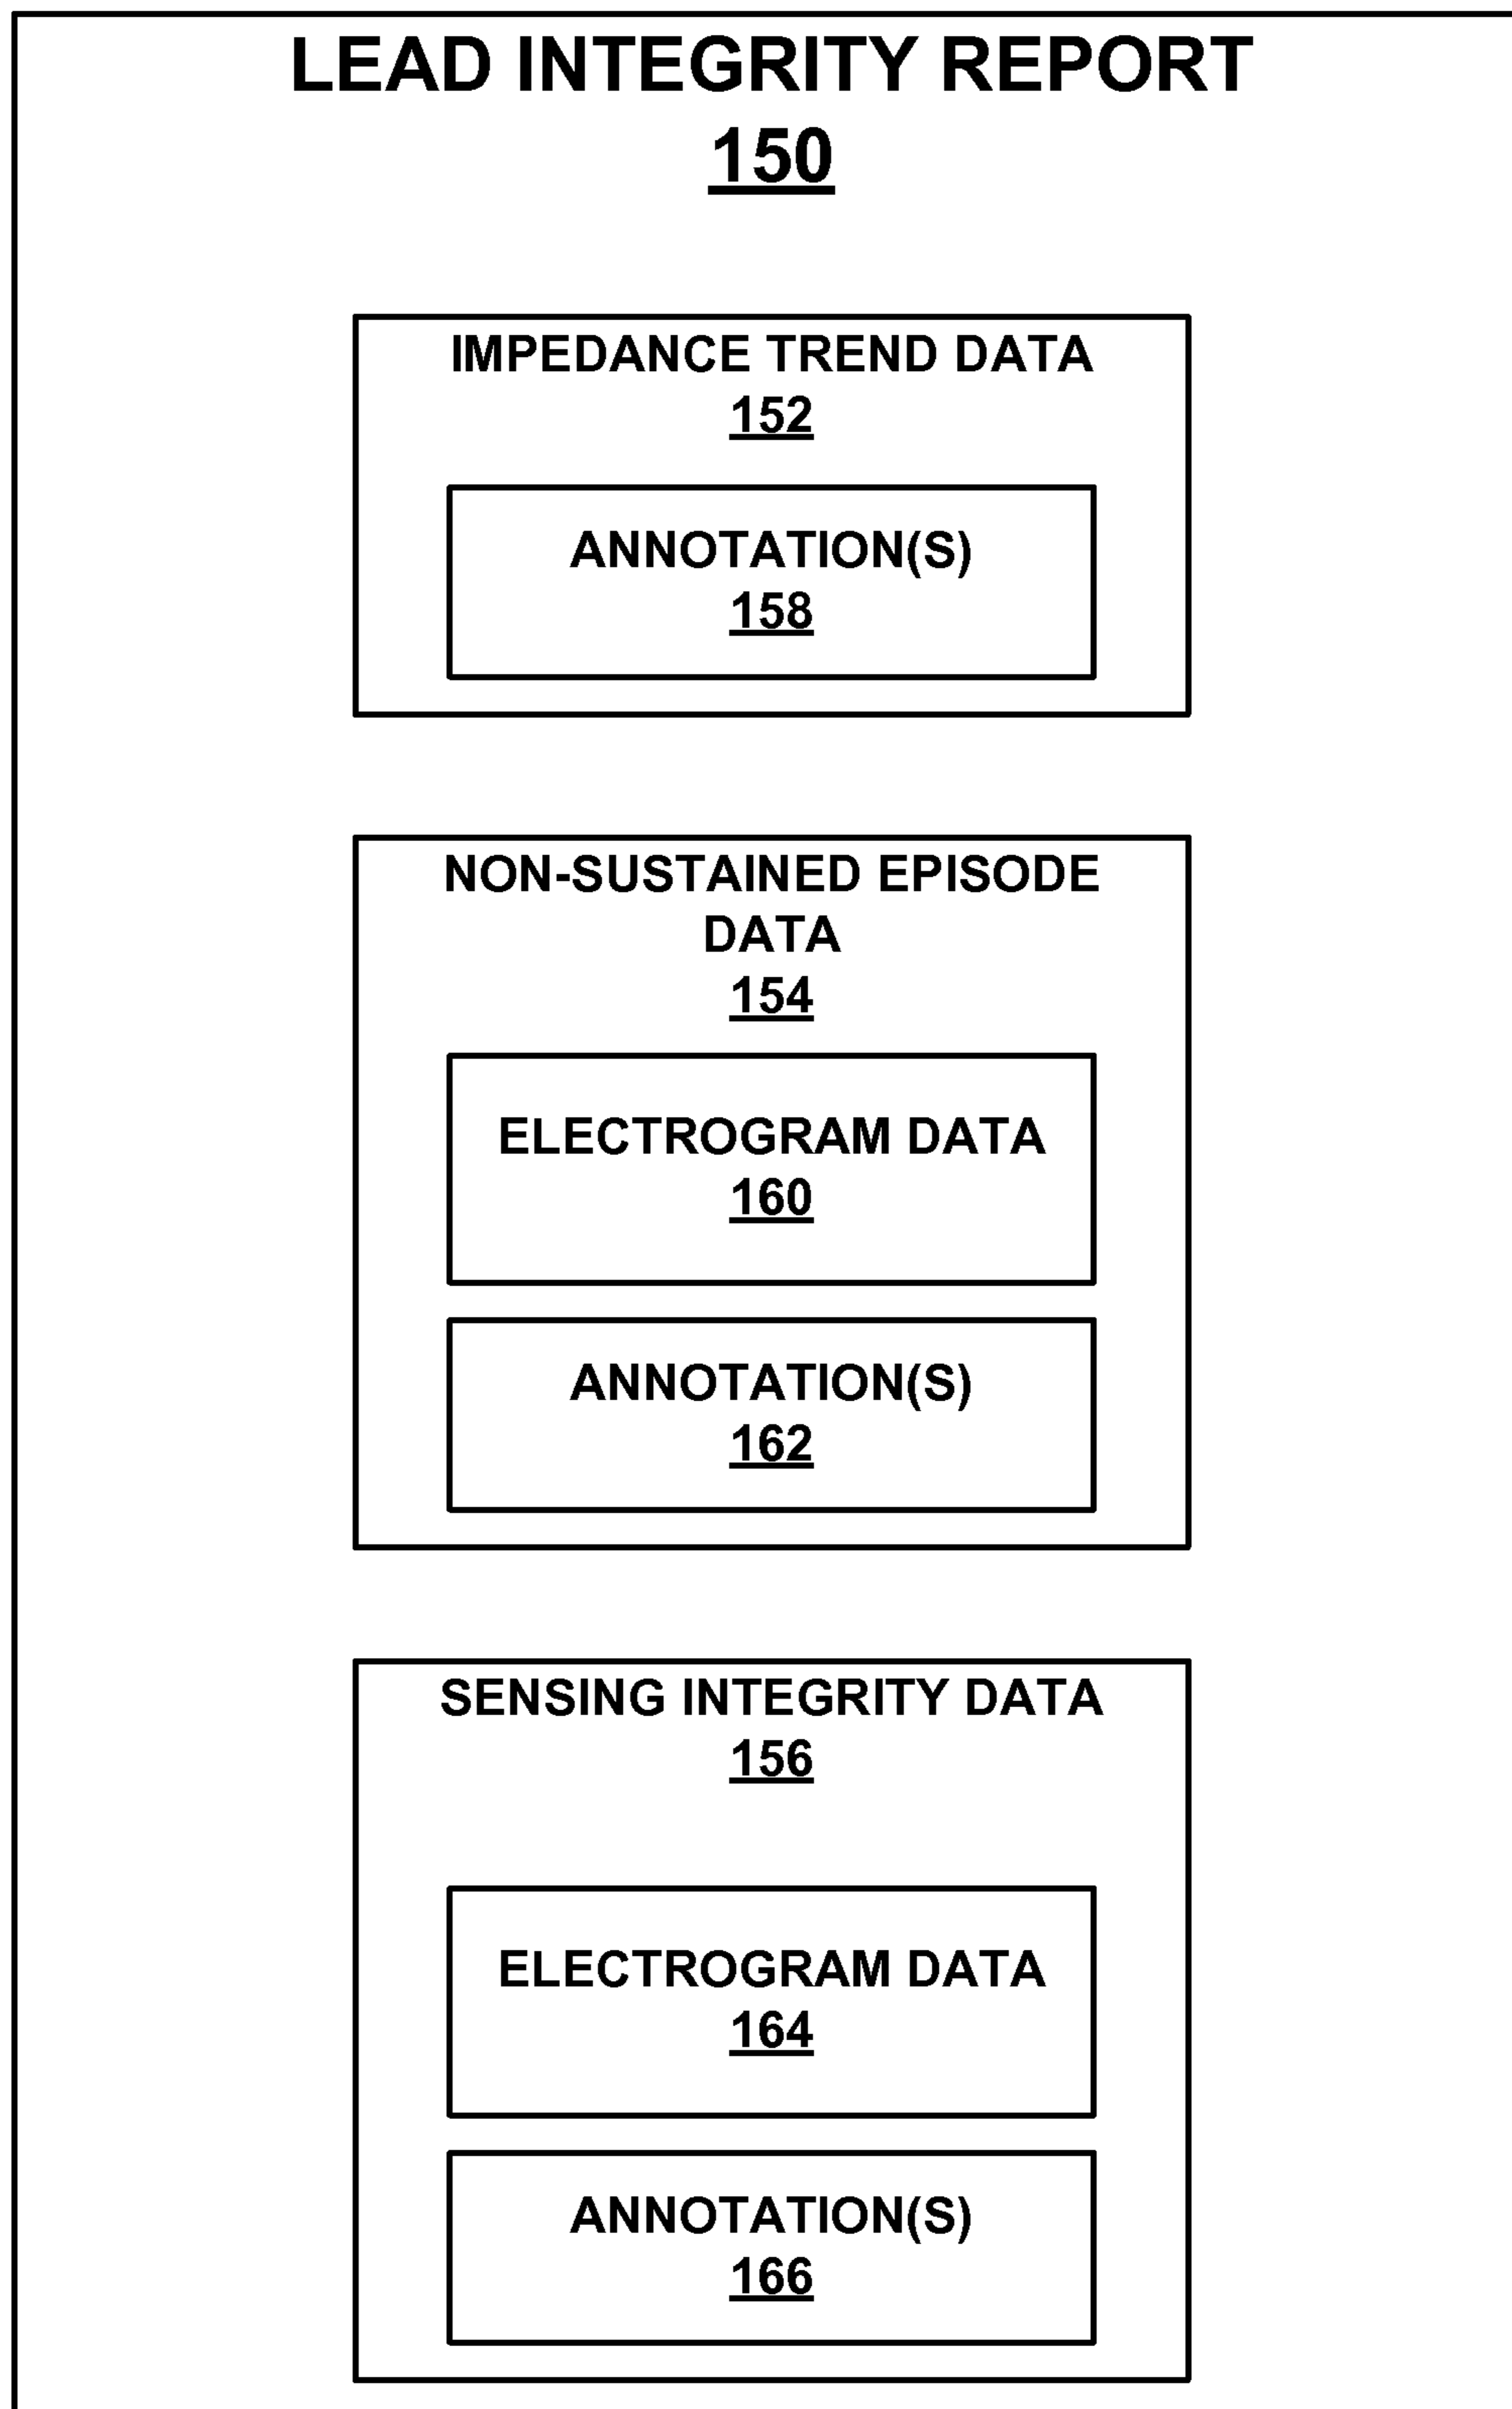 LEAD INTEGRITY REPORT
150
IMPEDANCE TREND DATA
152
ANNOTATION(S)
158
NON-SUSTAINED EPISODE
DATA
154
ELECTROGRAM DATA
160
ANNOTATION(S)
162
SENSING INTEGRITY DATA
156
ELECTROGRAM DATA
164
ANNOTATION(S)
166